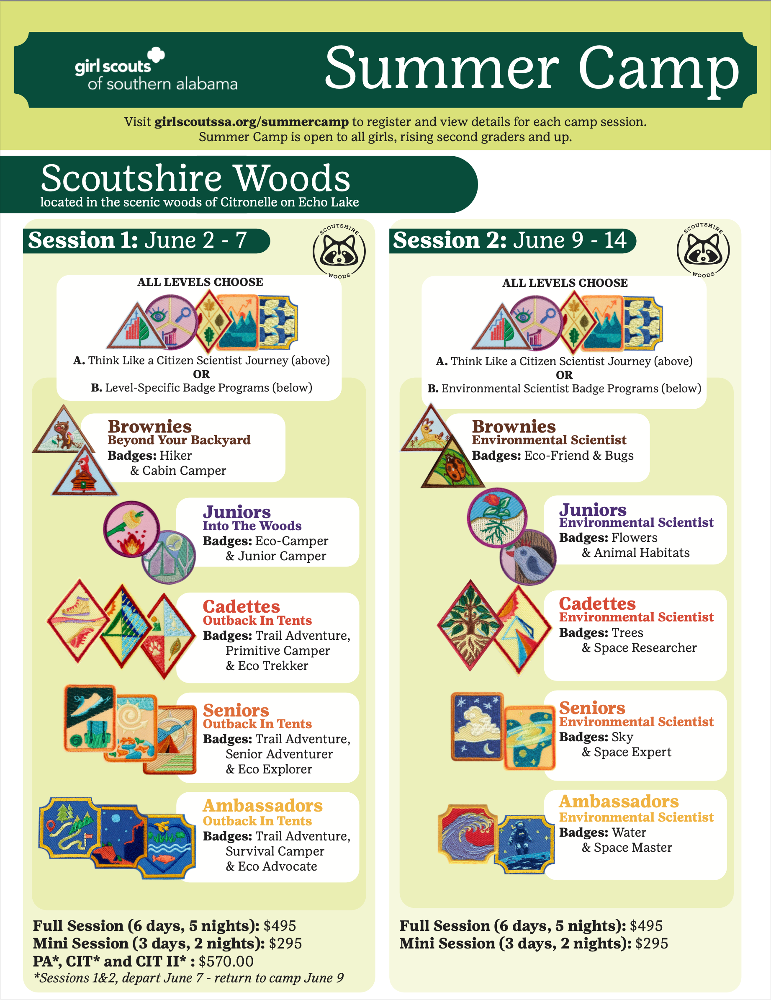 girl scouts
of southern alabama
Summer Camp
Visit girlscoutssa.org/summercamp to register and view details for each camp session.
Summer Camp is open to all girls, rising second graders and up.
Scoutshire Woods
located in the scenic woods of Citronelle on Echo Lake
Session 1: June 2 - 7
SCOUTSHIRE
WOODS
ALL LEVELS CHOOSE
A. Think Like a Citizen Scientist Journey (above)
OR
B. Level-Specific Badge Programs (below)
Brownies
Beyond Your Backyard
Badges: Hiker
& Cabin Camper
Juniors
Into The Woods
Badges: Eco-Camper
& Junior Camper
Cadettes
Outback In Tents
Badges: Trail Adventure,
Primitive Camper
& Eco Trekker
Seniors
Outback In Tents
Badges: Trail Adventure,
Senior Adventurer
& Eco Explorer
Ambassadors
Outback In Tents
Badges: Trail Adventure,
Survival Camper
& Eco Advocate
Full Session (6 days, 5 nights): $495
Mini Session (3 days, 2 nights): $295
PA*, CIT* and CIT II* : $570.00
*Sessions 1&2, depart June 7 - return to camp June 9
Session 2: June 9 - 14
SCOUTSHIRE
WOODS
ALL LEVELS CHOOSE
A. Think Like a Citizen Scientist Journey (above)
OR
B. Environmental Scientist Badge Programs (below)
Brownies
Environmental Scientist
Badges: Eco-Friend & Bugs
Juniors
Environmental Scientist
Badges: Flowers
& Animal Habitats
Cadettes
Environmental Scientist
Badges: Trees
& Space Researcher
Seniors
Environmental Scientist
Badges: Sky
& Space Expert
Ambassadors
Environmental Scientist
Badges: Water
& Space Master
Full Session (6 days, 5 nights): $495
Mini Session (3 days, 2 nights): $295